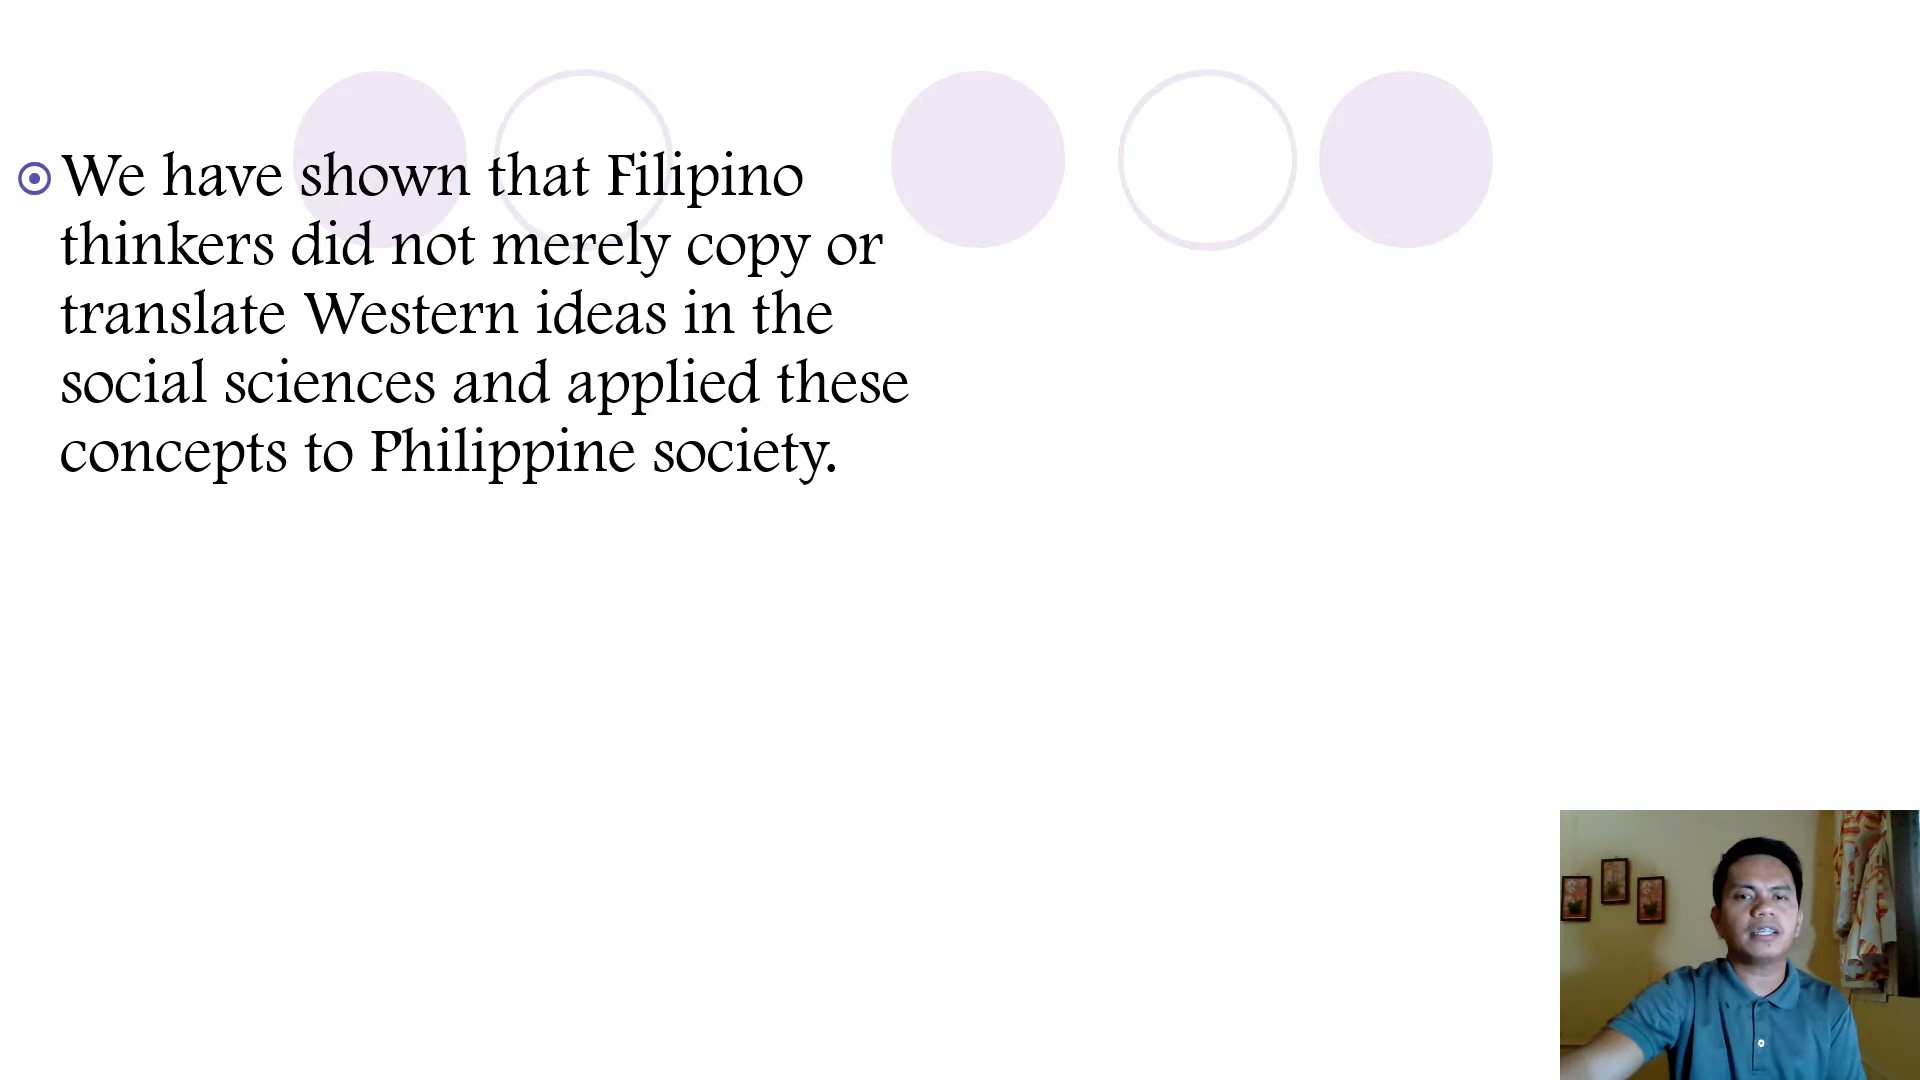 We have shown that Filipino
thinkers did not merely copy or
translate Western ideas in the
social sciences and applied these
concepts to Philippine society.